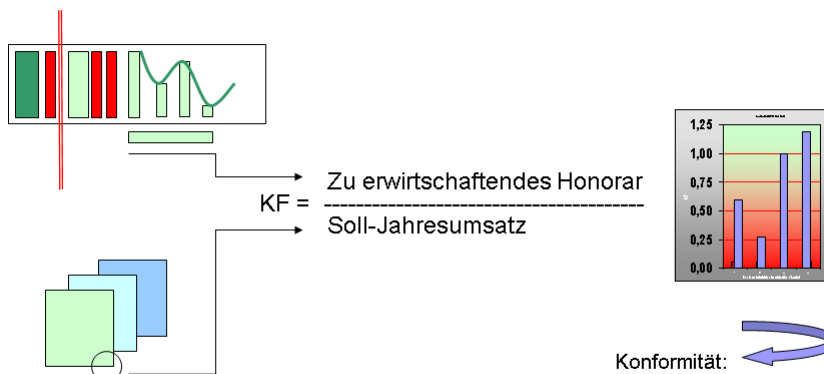 Zu erwirtschaftendes Honorar
KF =
Soll-Jahresumsatz
1,25
1,00
0,75
0,50
0,25
0,00
Konformität: